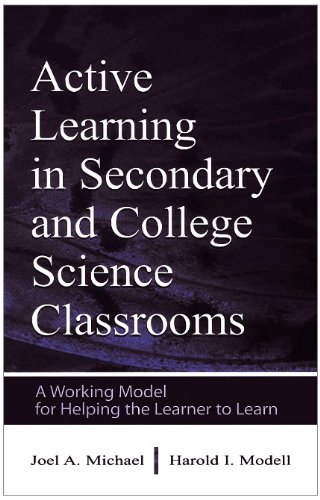 Active
Learning
in Secondary
and College
Science
Classrooms
A Working Model
for Helping the Learner to Learn
Joel A. Michael | Harold I. Modell